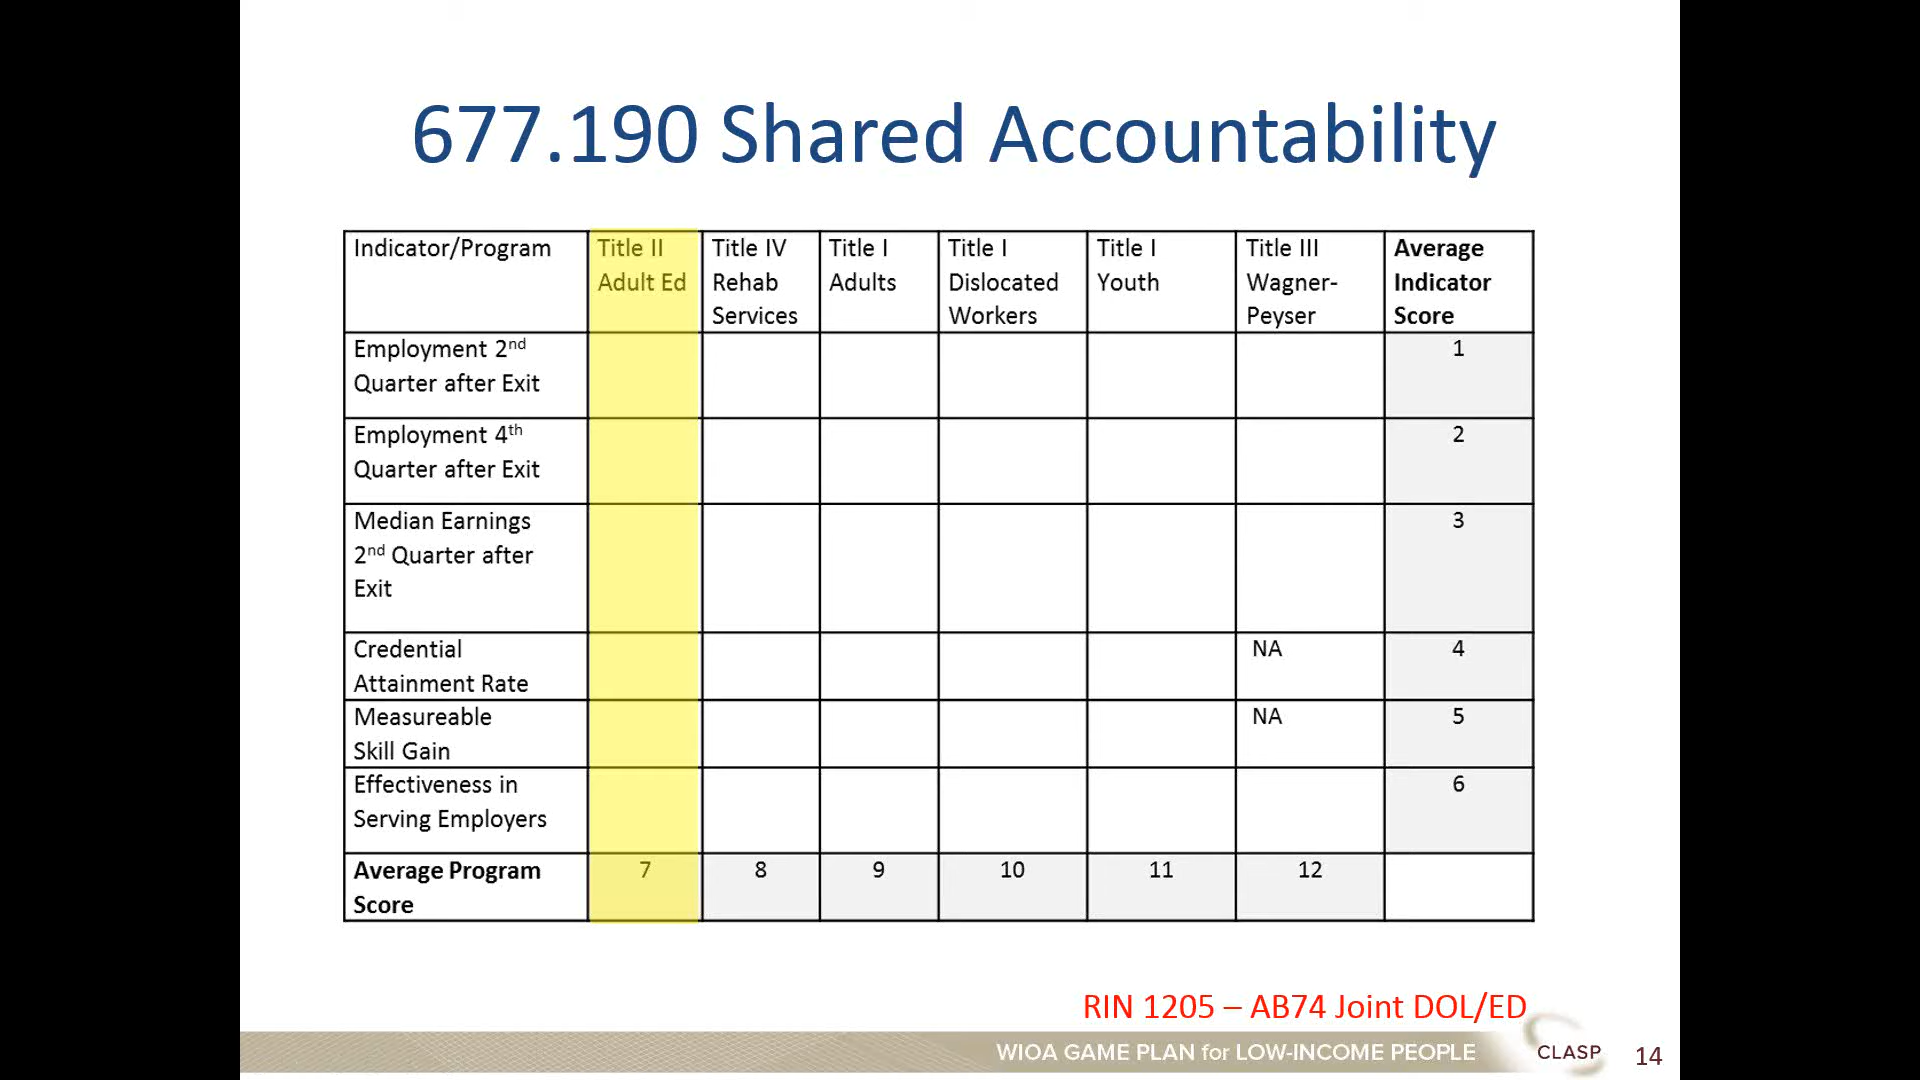 677.190 Shared Accountability
Indicator/Program
Title II
Adult Ed
Title IV
Rehab
Services
Title I
Adults
Title I
Dislocated
Workers
Title I
Youth
Title III
Wagner-
Peyser
Average
Indicator
Score
Employment 2nd
Quarter after Exit
1
Employment 4th
Quarter after Exit
2
Median Earnings
2nd Quarter after
Exit
3
Credential
Attainment Rate
NA
4
Measureable
Skill Gain
NA
5
Effectiveness in
Serving Employers
6
Average Program
Score
7
8
9
10
11
12
RIN 1205 – AB74 Joint DOL/ED
WIOA GAME PLAN for LOW-INCOME PEOPLE
CLASP
14